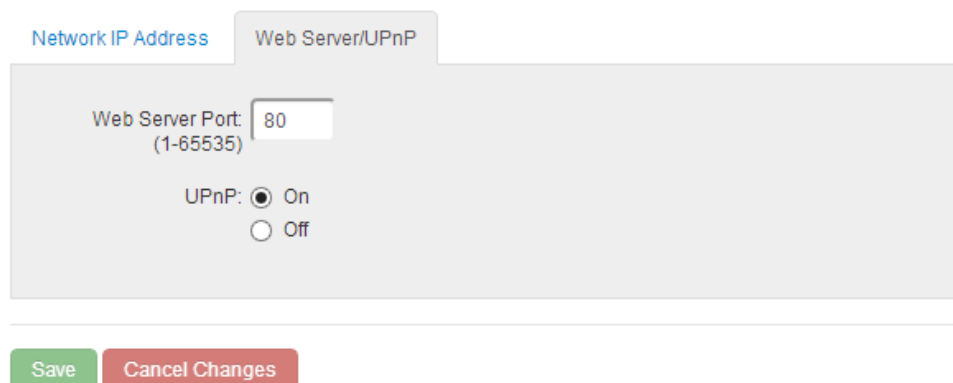 Network IP Address Web Server/UPnP
Web Server Port: 80
(1-65535)
UPnP: On
Off
Save Cancel Changes